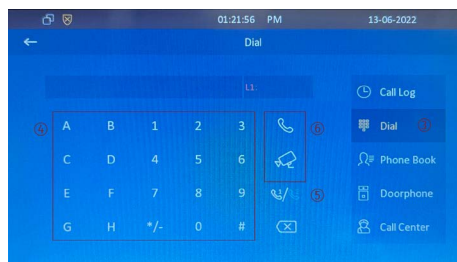 01:21:56 PM 13-06-2022
Dial
L1:
Call Log
④ A B 1 2 3 ⑥ Dial
C D 4 5 6 Phone Book
E F 7 8 9 ⑤ Doorphone
G H */- 0 # Call Center